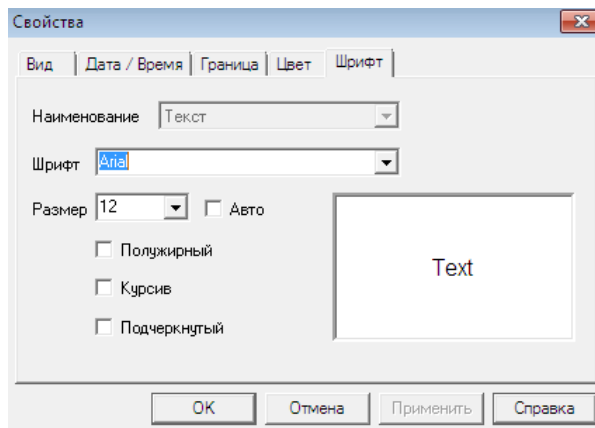 Свойства
Вид Дата / Время Граница Цвет Шрифт
Наименование Текст
Шрифт Arial
Размер 12 Авто
Полужирный
Курсив
Подчеркнутый
Text
OK Отмена Применить Справка